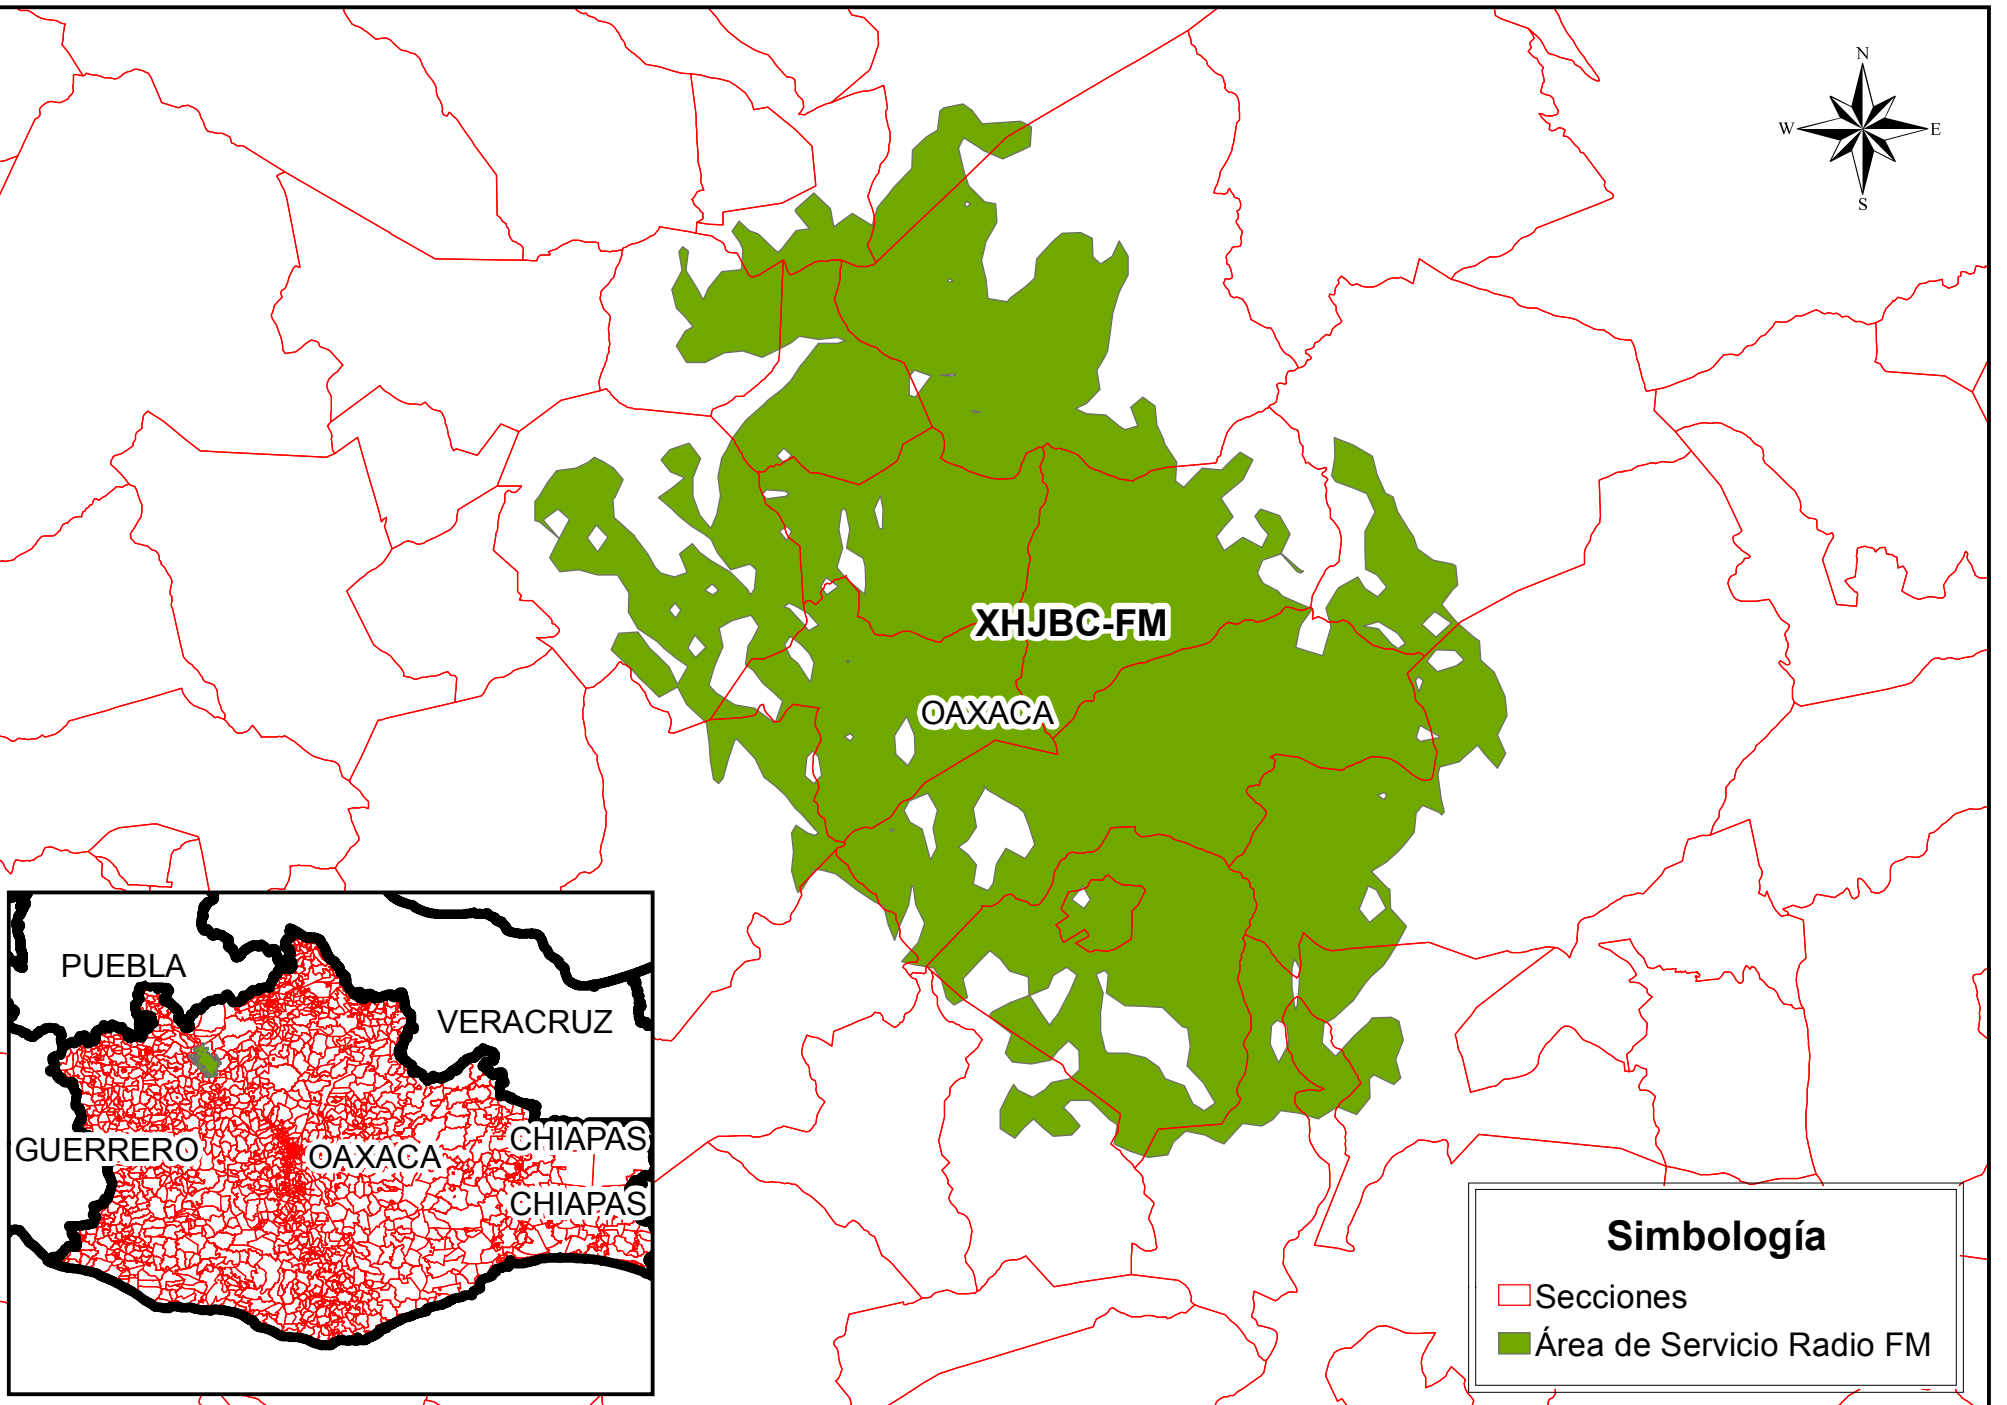 N
W E
S
XHJBC-FM
OAXACA
PUEBLA
VERACRUZ
GUERRERO
OAXACA
CHIAPAS
CHIAPAS
Simbología
Secciones
Área de Servicio Radio FM